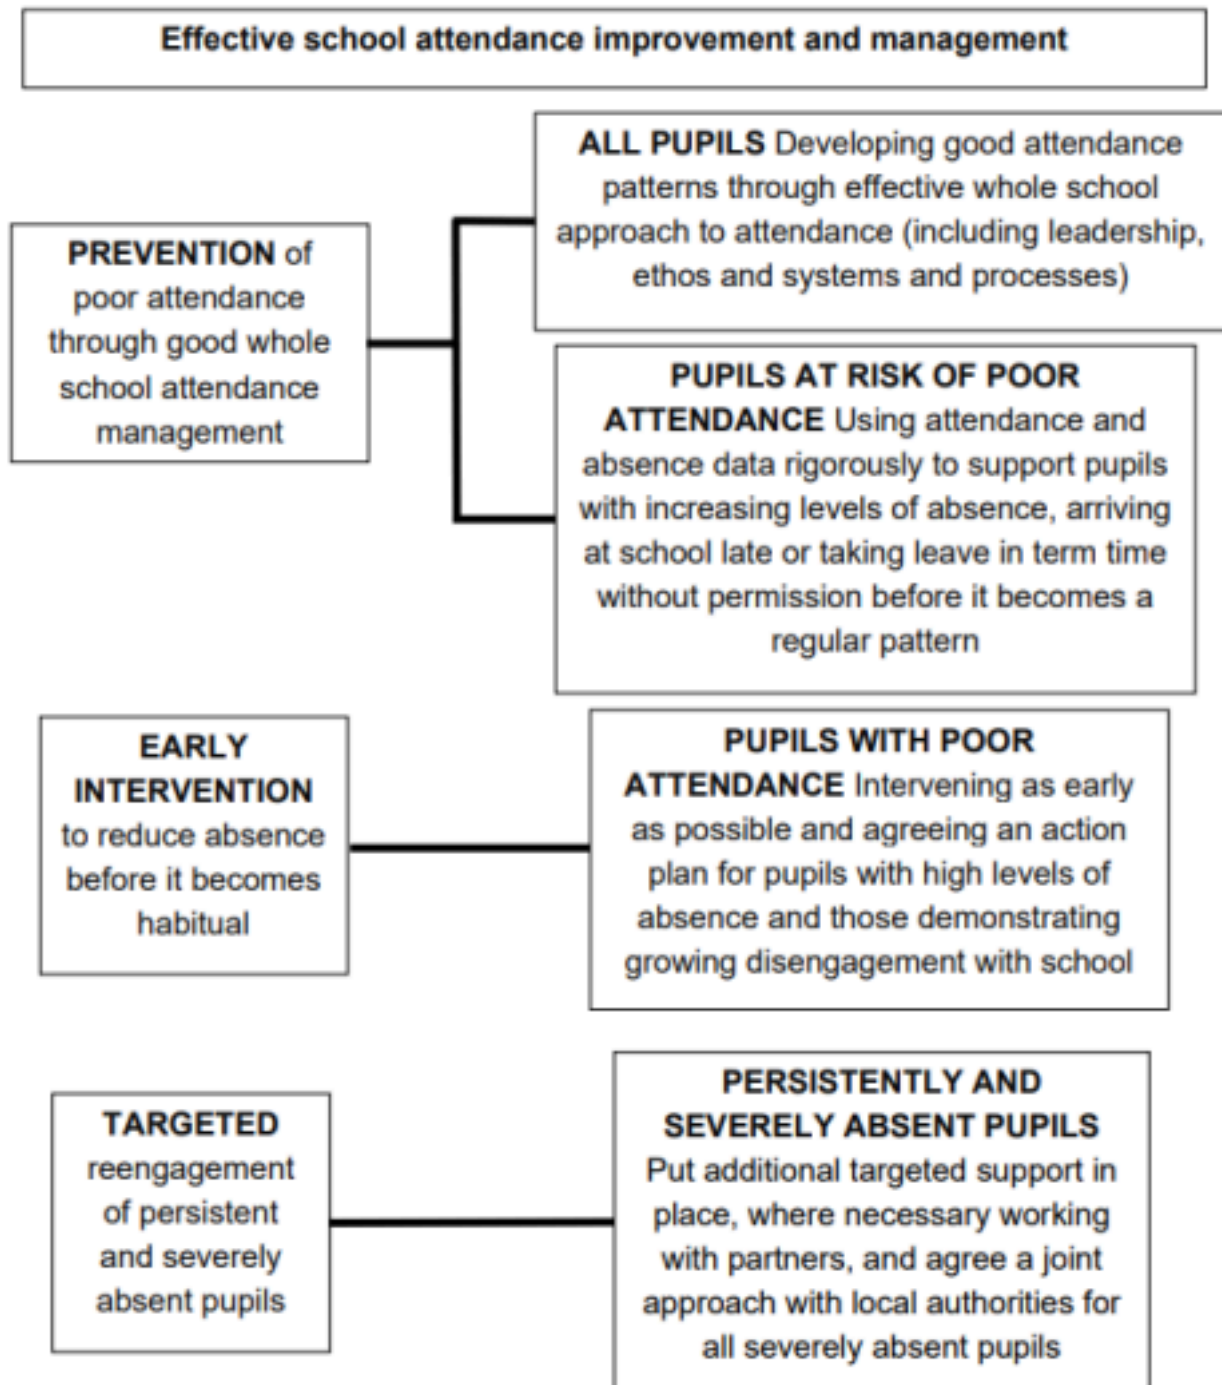 Effective school attendance improvement and management
ALL PUPILS Developing good attendance
patterns through effective whole school
approach to attendance (including leadership,
ethos and systems and processes)
PREVENTION of
poor attendance
through good whole
school attendance
management
PUPILS AT RISK OF POOR
ATTENDANCE Using attendance and
absence data rigorously to support pupils
with increasing levels of absence, arriving
at school late or taking leave in term time
without permission before it becomes a
regular pattern
EARLY
INTERVENTION
to reduce absence
before it becomes
habitual
PUPILS WITH POOR
ATTENDANCE Intervening as early
as possible and agreeing an action
plan for pupils with high levels of
absence and those demonstrating
growing disengagement with school
TARGETED
reengagement
of persistent
and severely
absent pupils
PERSISTENTLY AND
SEVERELY ABSENT PUPILS
Put additional targeted support in
place, where necessary working
with partners, and agree a joint
approach with local authorities for
all severely absent pupils